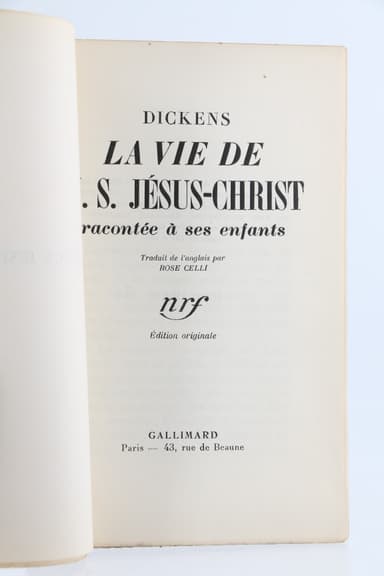 DICKENS
LA VIE DE
. S. JÉSUS-CHRIST
racontée à ses enfants
Traduit de l'anglais par
ROSE CELLI
nrf
Édition originale
GALLIMARD
Paris — 43, rue de Beaune